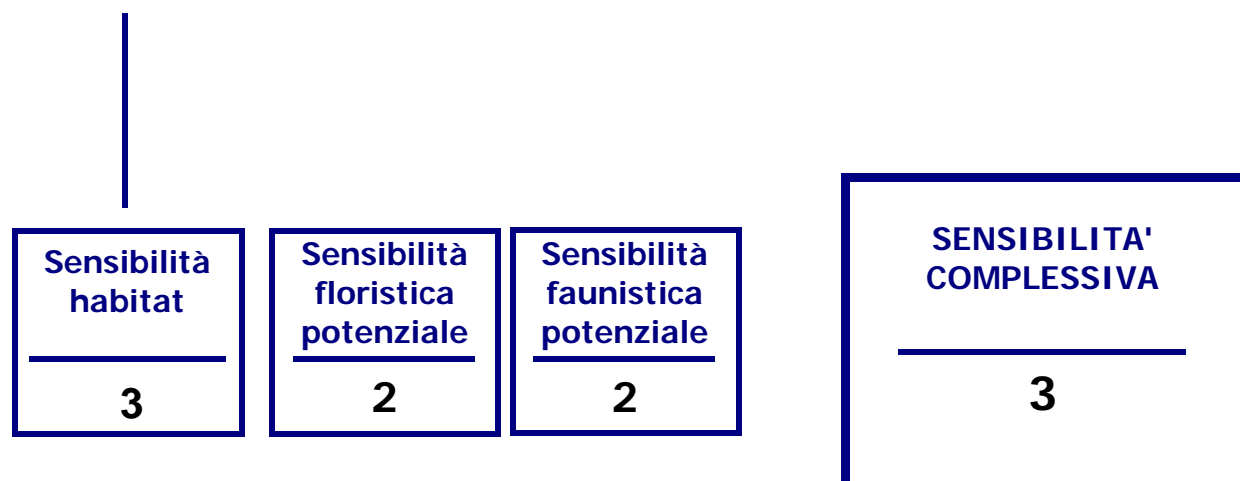 Sensibilità
habitat
3
Sensibilità
floristica
potenziale
2
Sensibilità
faunistica
potenziale
2
SENSIBILITA'
COMPLESSIVA
3